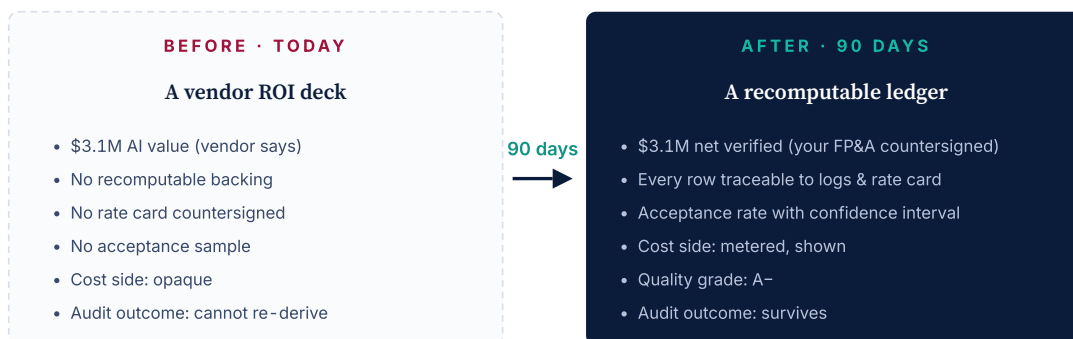 BEFORE · TODAY
A vendor ROI deck
• $3.1M AI value (vendor says)
• No recomputable backing
• No rate card countersigned
• No acceptance sample
• Cost side: opaque
• Audit outcome: cannot re-derive
90 days
AFTER · 90 DAYS
A recomputable ledger
• $3.1M net verified (your FP&A countersigned)
• Every row traceable to logs & rate card
• Acceptance rate with confidence interval
• Cost side: metered, shown
• Quality grade: A−
• Audit outcome: survives